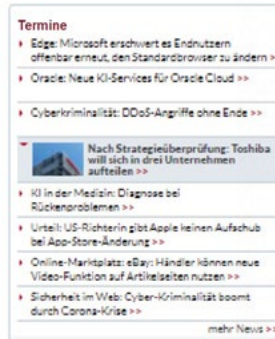 Termine
Edge: Microsoft erschwert es Endnutzern
offenbar erneut, den Standardbrowser zu ändern >
Oracle: Neue KI-Services für Oracle Cloud >>
Cyberkriminalität: DDoS-Angriffe ohne Ende >>
Nach Strategieüberprüfung: Toshiba
will sich in drei Unternehmen
aufteilen >>
KI in der Medizin: Diagnose bei
Rückenproblemen >>
Urteil: US-Richterin gibt Apple keinen Aufschub
bei App-Store-Änderung >>
Online-Marktplatz: eBay: Händler können neue
Video-Funktion auf Artikelseiten nutzen >>
Sicherheit im Web: Cyber-Kriminalität boomt
durch Corona-Krise >>
mehr News >>